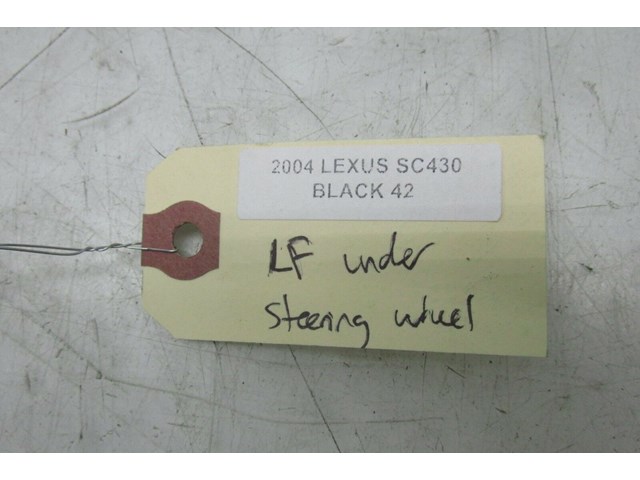 2004 LEXUS SC430
BLACK 42
LF under
steering wheel